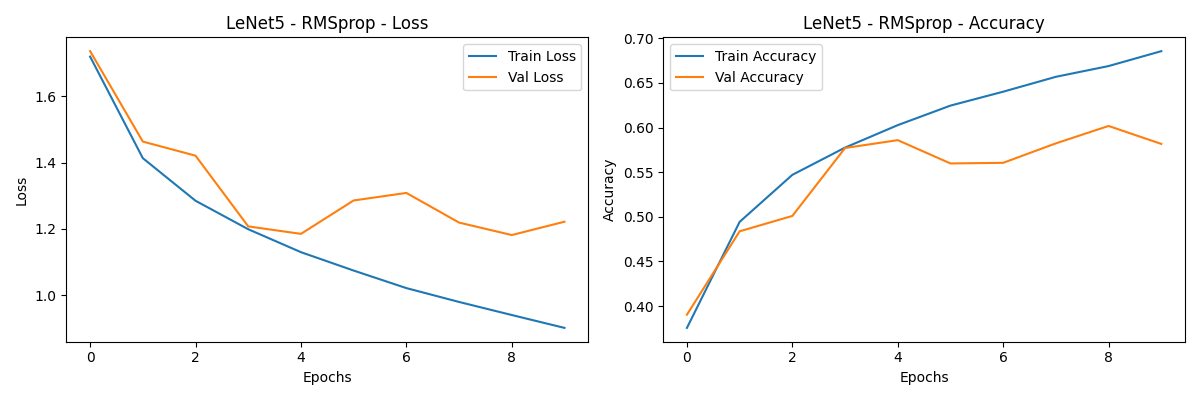 LeNet5 - RMSprop - Loss
Train Loss
Val Loss
1.6
1.4
1.2
1.0
Loss
0 2 4 6 8
Epochs
LeNet5 - RMSprop - Accuracy
Train Accuracy
Val Accuracy
0.70
0.65
0.60
0.55
0.50
0.45
0.40
Accuracy
0 2 4 6 8
Epochs